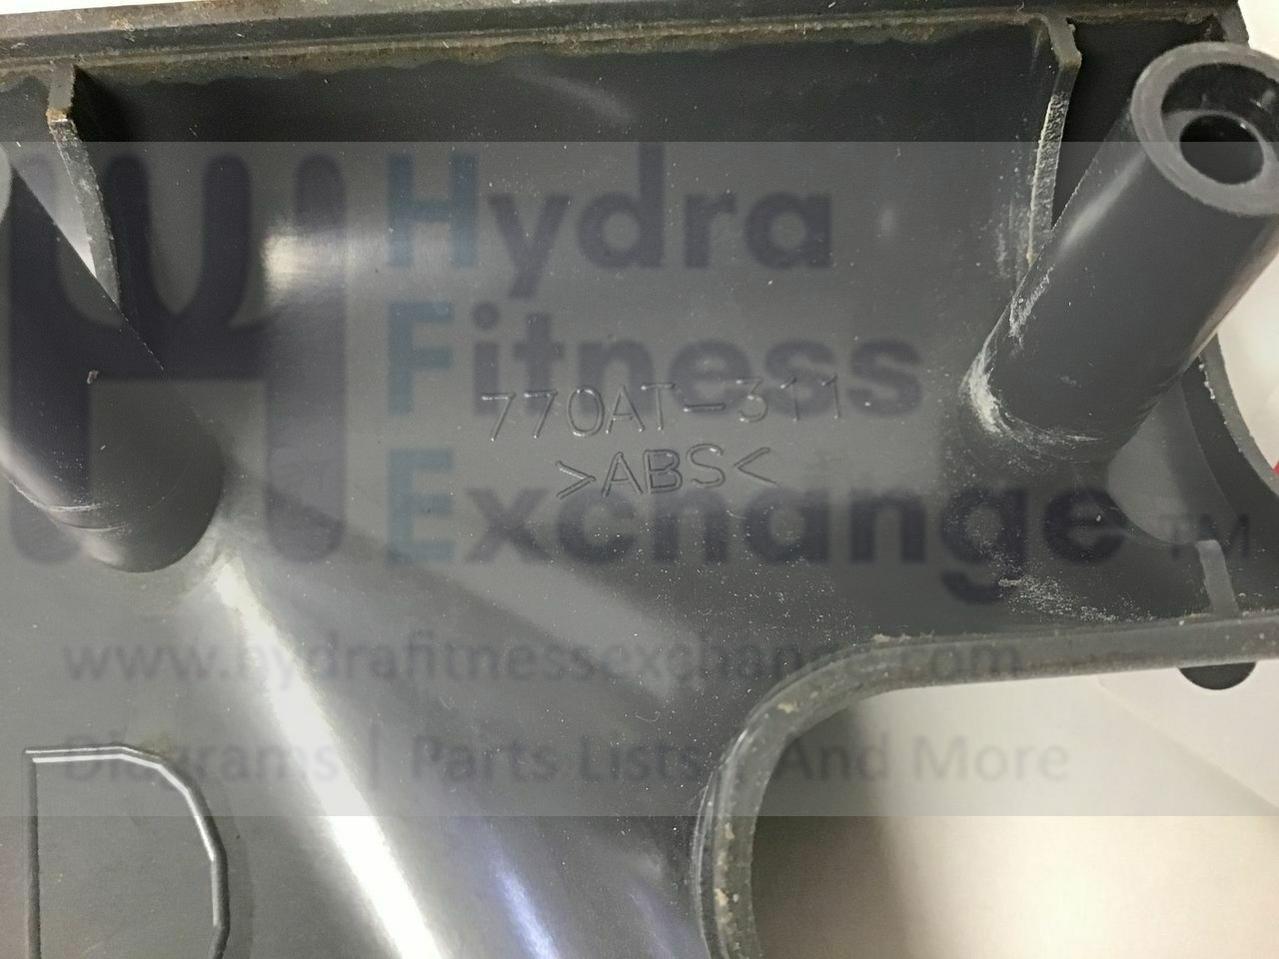 Hydra
Fitness
770AT-311
>ABS<
Exchange™
www.hydrafitnessexchange.com
Diagrams | Parts Lists | And More